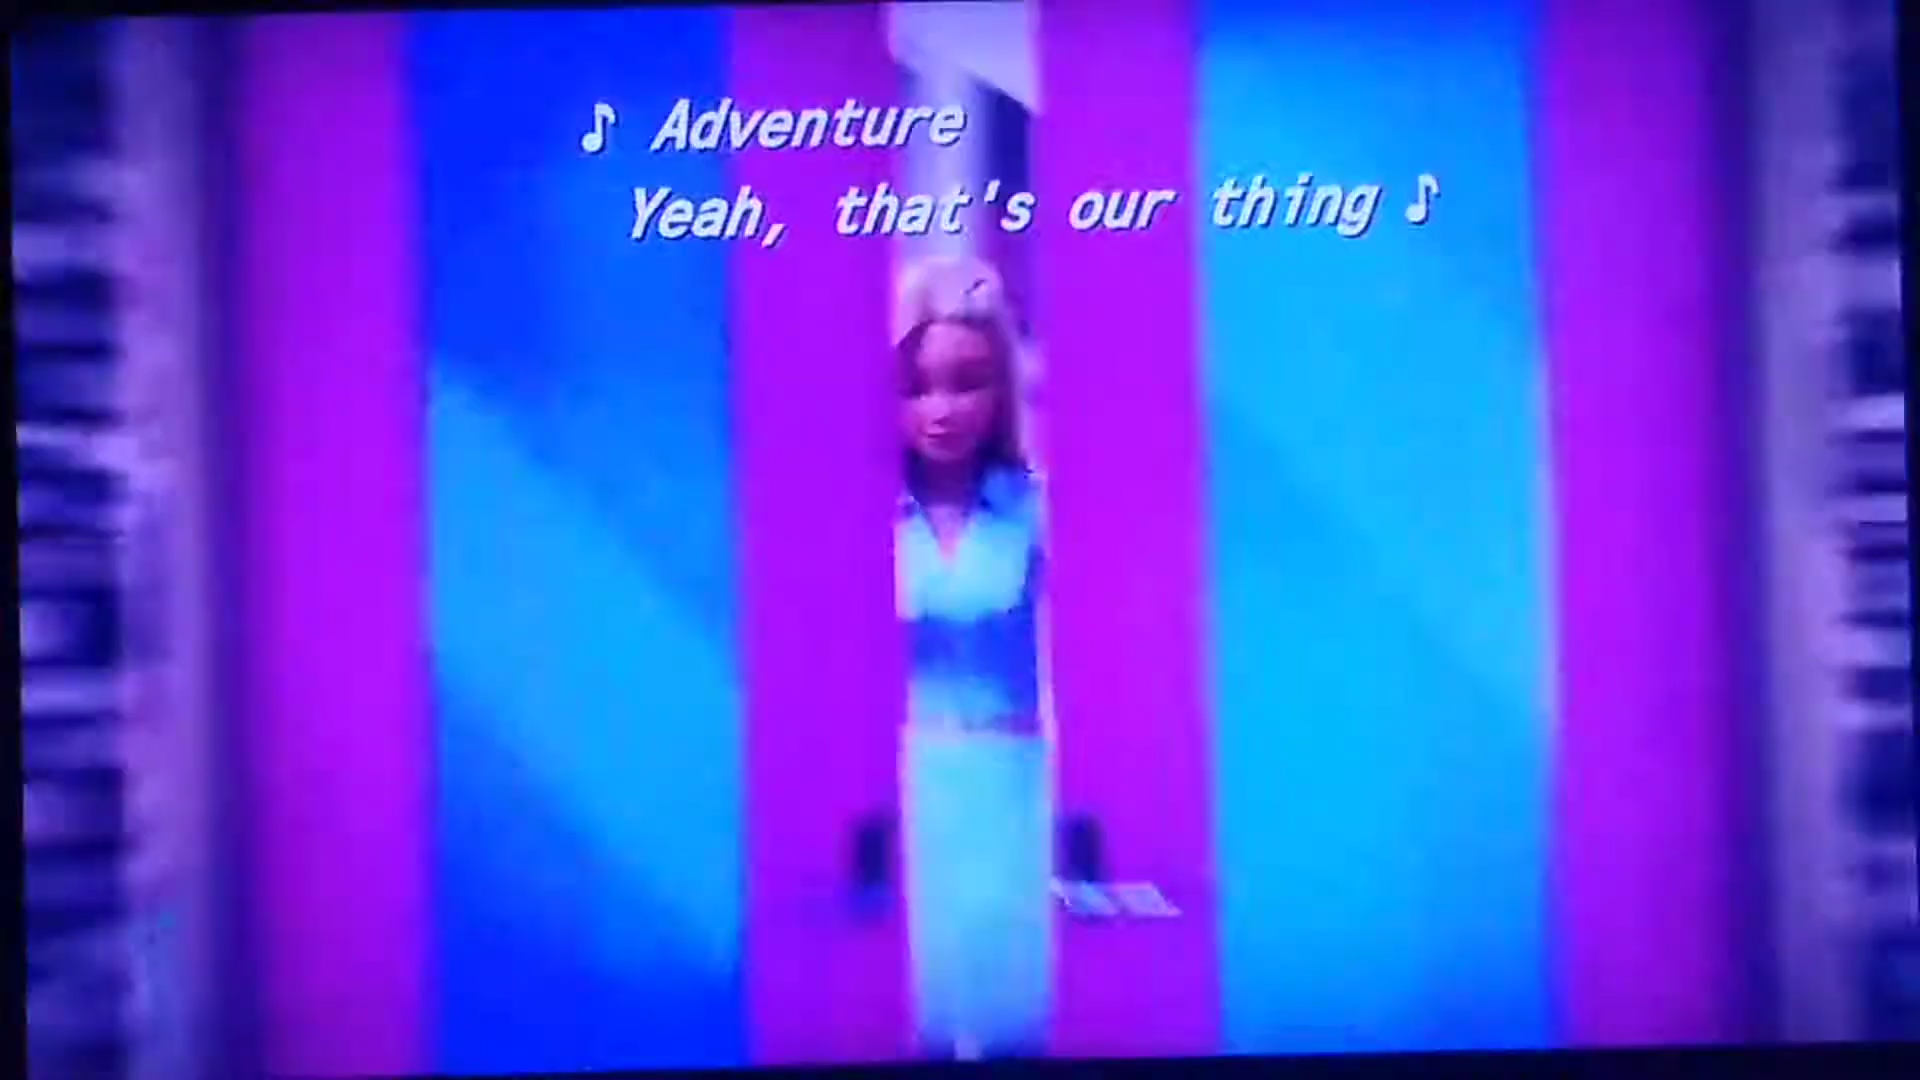 ♪ Adventure
Yeah, that's our thing ♪